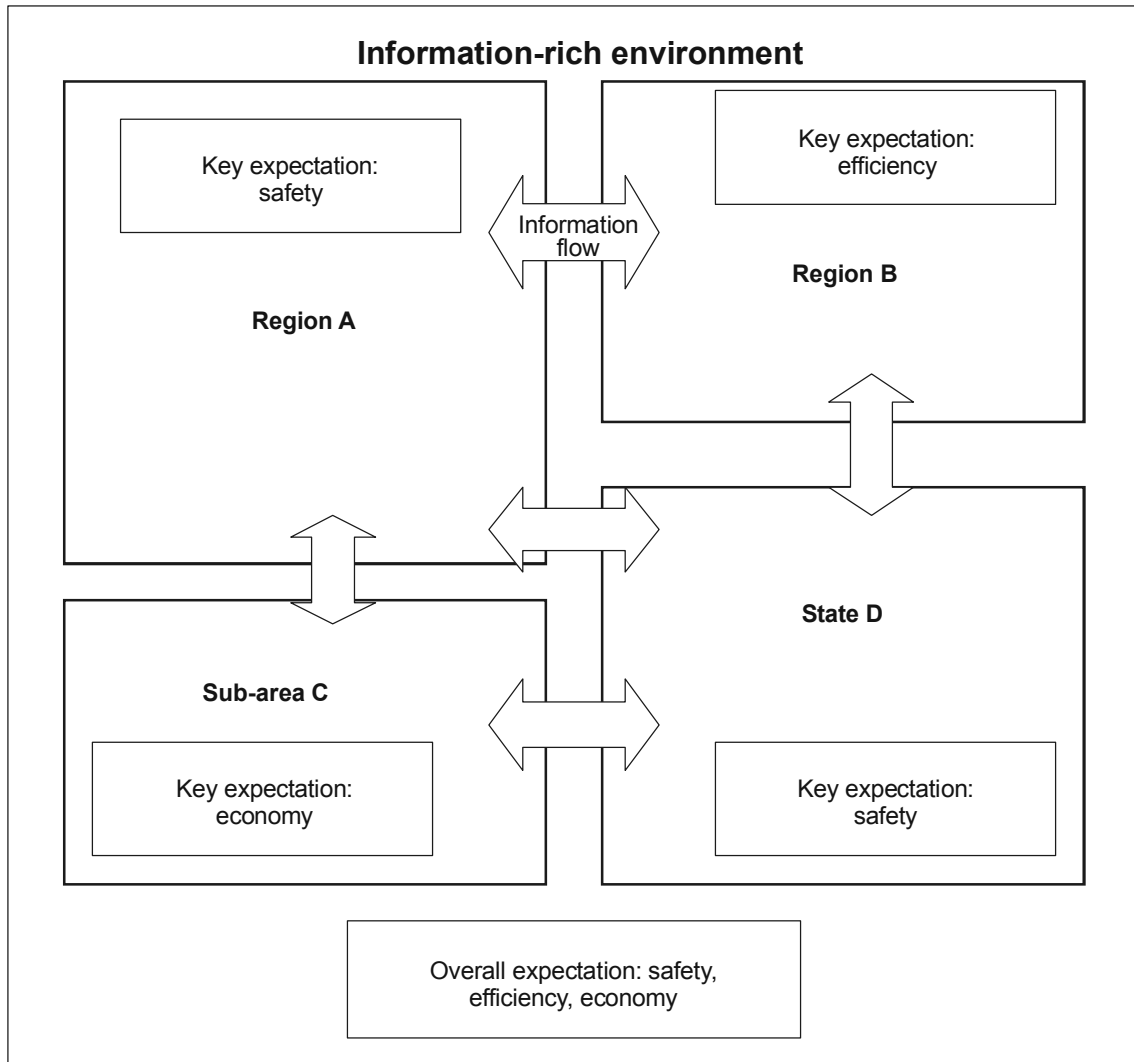 Information-rich environment
Key expectation:
safety
Region A
Information
flow
Key expectation:
efficiency
Region B
Sub-area C
Key expectation:
economy
State D
Key expectation:
safety
Overall expectation: safety,
efficiency, economy